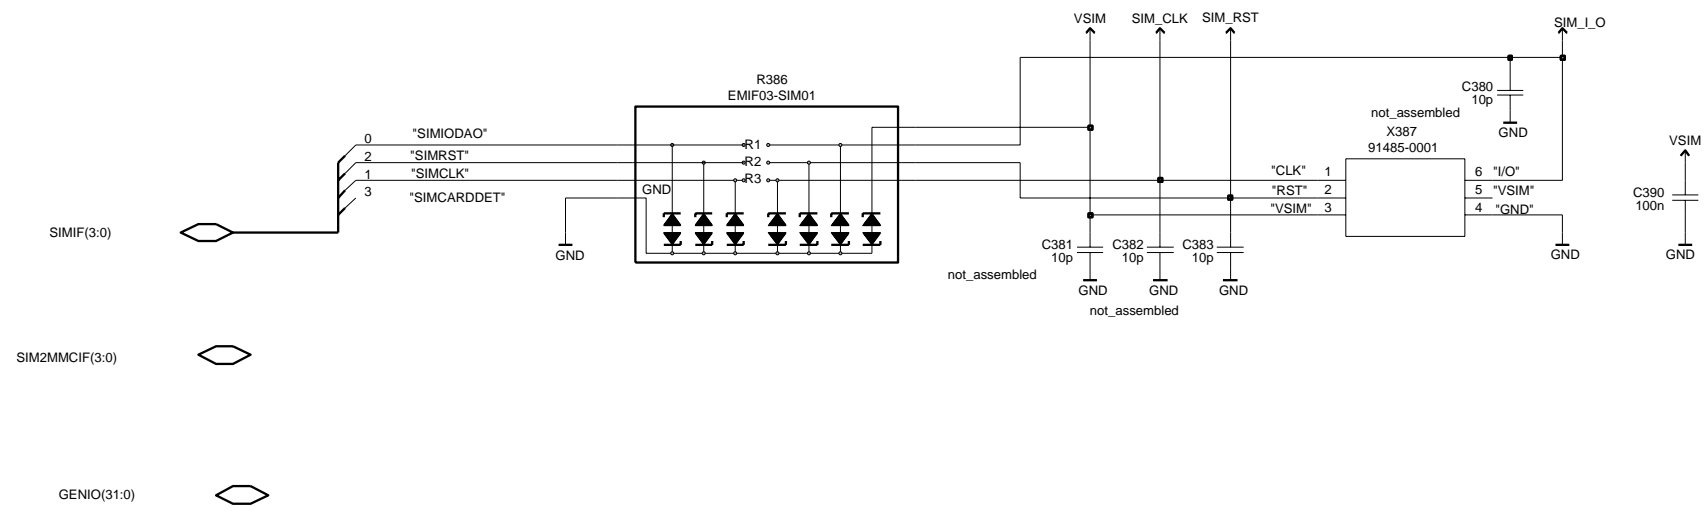 VSIM
SIM_CLK
SIM_RST
SIM_I_O
R386
EMIF03-SIM01
C380
10p
not_assembled
GND
X387
91485-0001
VSIM
0 "SIMIODAO"
2 "SIMRST"
1 "SIMCLK"
3 "SIMCARDDET"
R1
R2
R3
GND
GND
"CLK" 1
"RST" 2
"VSIM" 3
6 "I/O"
5 "VSIM"
4 "GND"
C390
100n
SIMIF(3:0)
C381
10p
C382
10p
C383
10p
GND
GND
not_assembled
GND
GND
GND
not_assembled
SIM2MMCIF(3:0)
GENIO(31:0)